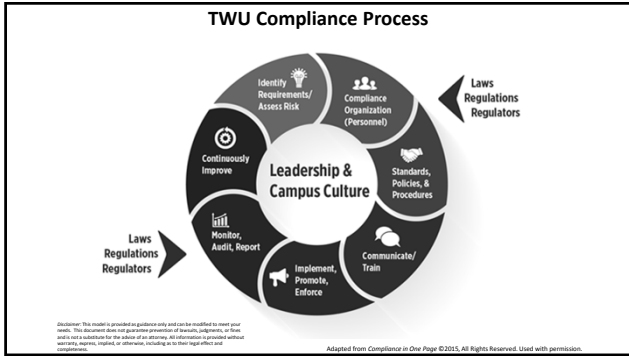 TWU Compliance Process
Identify
Requirements/
Assess Risk
Compliance
Organization
(Personnel)
Laws
Regulations
Regulators
Standards,
Policies, &
Procedures
Communicate/
Train
Implement,
Promote,
Enforce
Monitor,
Audit, Report
Continuously
Improve
Leadership &
Campus Culture
Laws
Regulations
Regulators
Disclaimer: This model is provided as guidance only and can be modified to meet your
needs. This document does not guarantee prevention of lawsuits, judgments, or fines
and is not a substitute for the advice of an attorney. All information is provided without
warranty, express, implied, or otherwise, including as to their legal effect and
completeness.
Adapted from Compliance in One Page ©2015, All Rights Reserved. Used with permission.